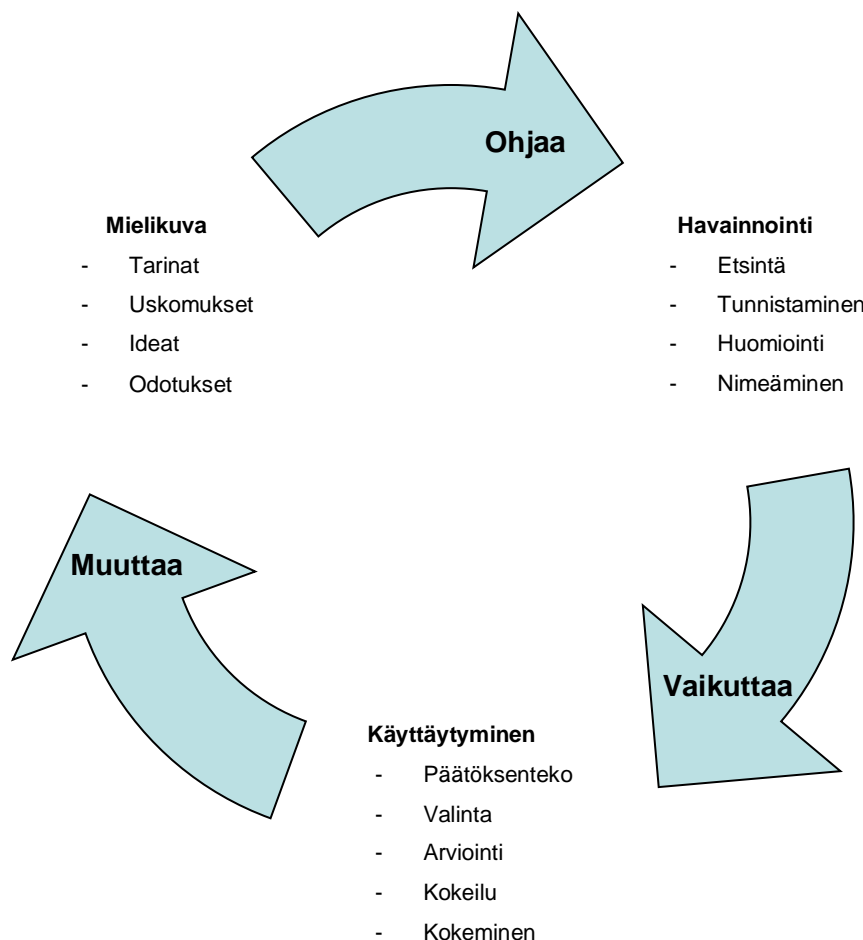 Ohjaa
Mielikuva
- Tarinat
- Uskomukset
- Ideat
- Odotukset
Havainnointi
- Etsintä
- Tunnistaminen
- Huomiointi
- Nimeäminen
Muuttaa
Vaikuttaa
Käyttäytyminen
- Päätöksenteko
- Valinta
- Arviointi
- Kokeilu
- Kokeminen